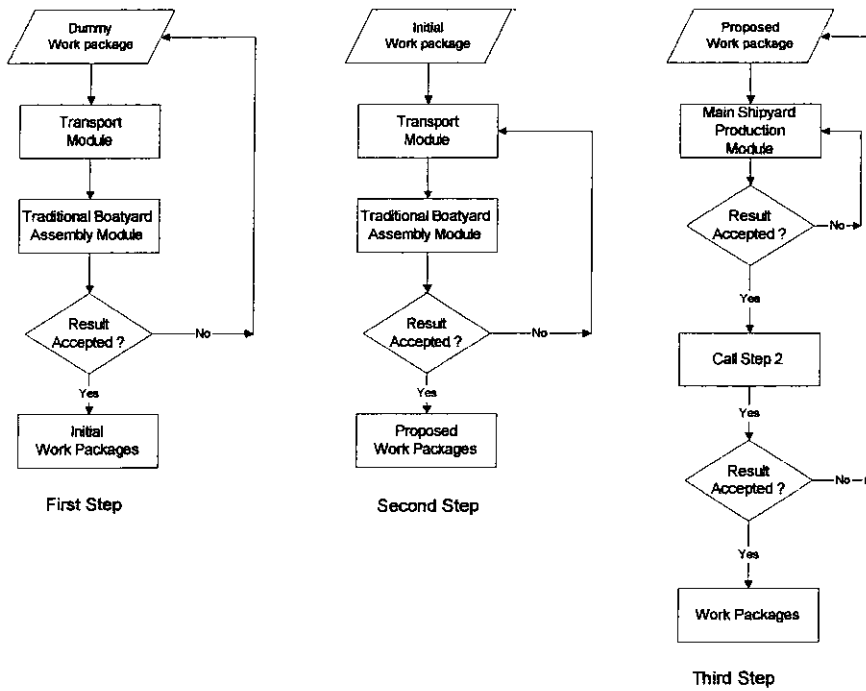 Dummy
Work package
Transport
Module
Traditional Boatyard
Assembly Module
Result
Accepted ?
No
Yes
Initial
Work Packages
First Step
Initial
Work package
Transport
Module
Traditional Boatyard
Assembly Module
Result
Accepted ?
No
Yes
Proposed
Work Packages
Second Step
Proposed
Work package
Main Shipyard
Production
Module
Result
Accepted ?
No
Yes
Call Step 2
Yes
Result
Accepted ?
No
Yes
Work Packages
Third Step